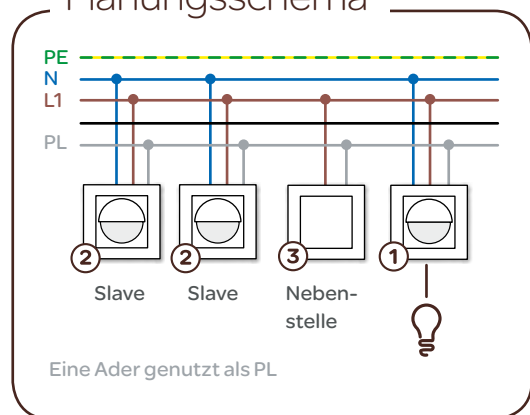 Planungsschema
PE
N
L1
PL
2
2
3
1
Slave
Slave
Neben-
stelle
Eine Ader genutzt als PL